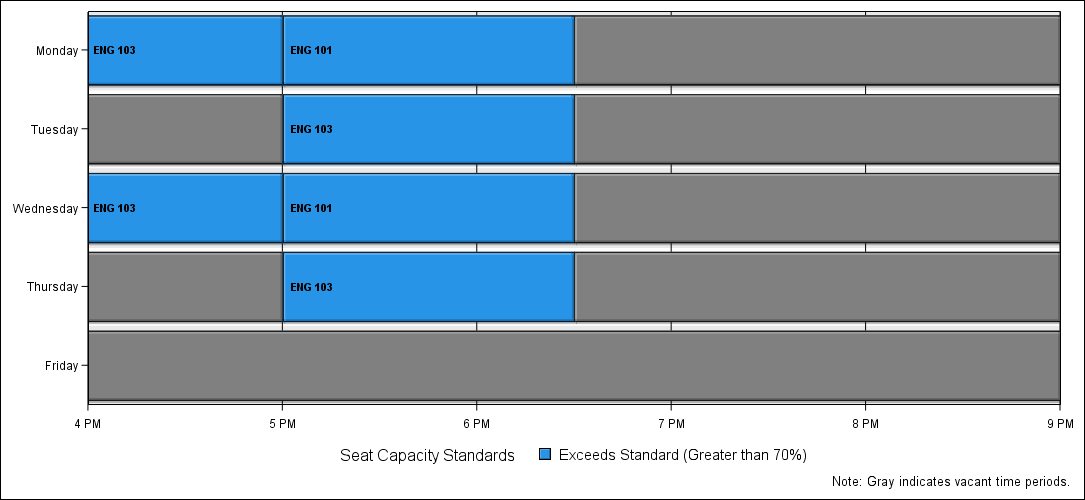 Monday ENG 103 ENG 101
Tuesday ENG 103
Wednesday ENG 103 ENG 101
Thursday ENG 103
Friday
4 PM 5 PM 6 PM 7 PM 8 PM 9 PM
Seat Capacity Standards Exceeds Standard (Greater than 70%)
Note: Gray indicates vacant time periods.